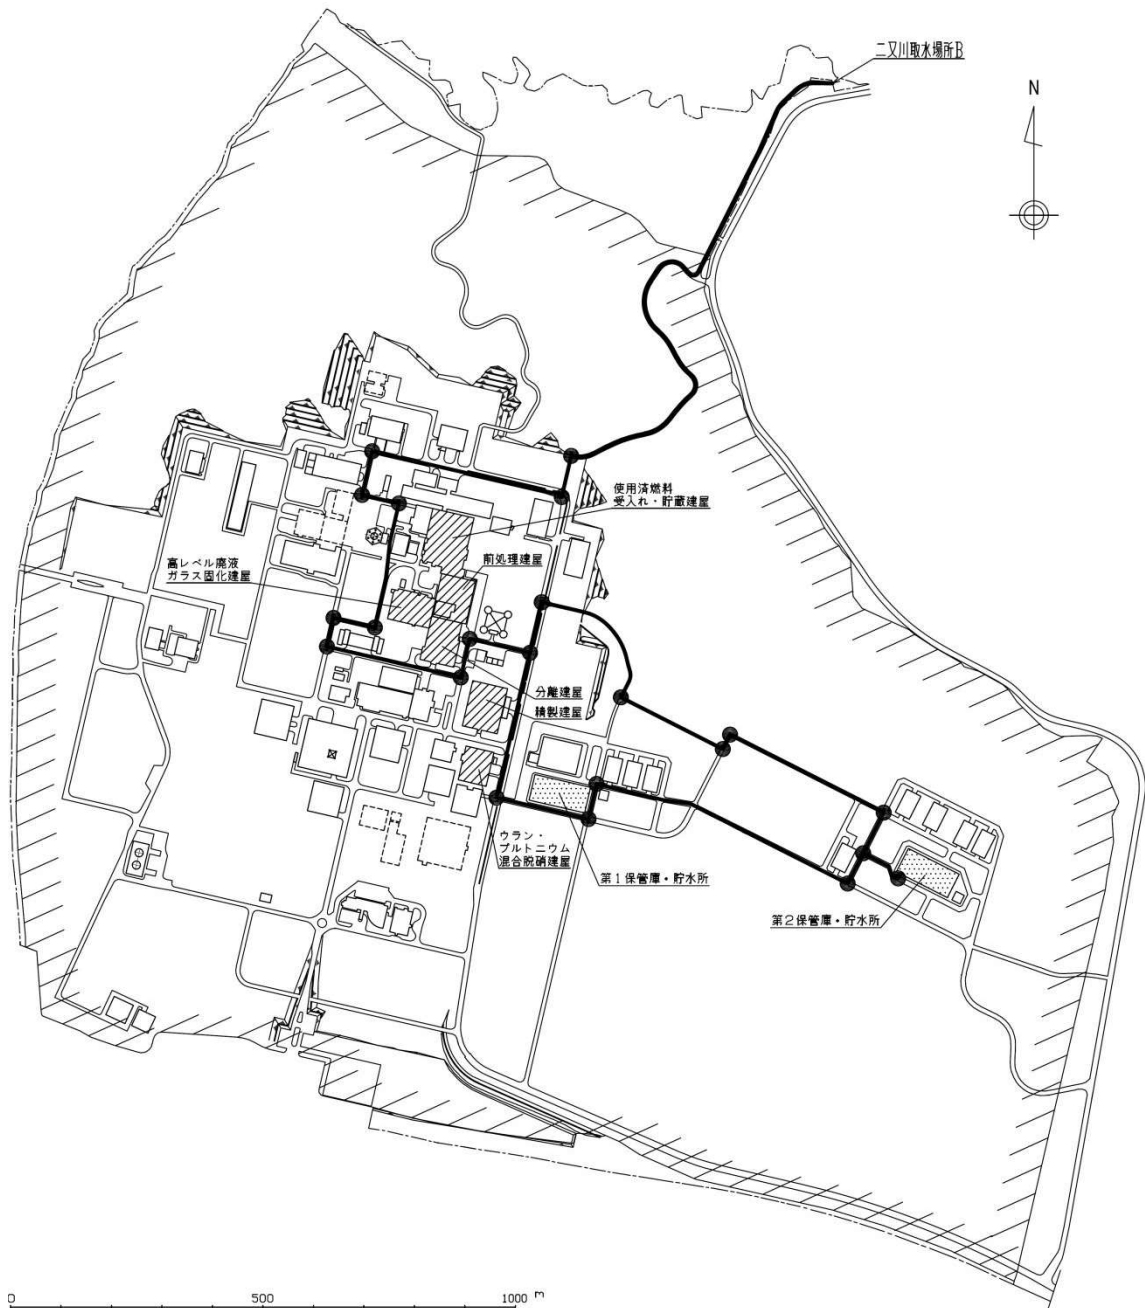 二又川取水場所B
N
使用済燃料
受入れ・貯蔵建屋
前処理建屋
高レベル廃液
ガラス固化建屋
分離建屋
精製建屋
ウラン・
プルトニウム
混合脱硝建屋
第1保管庫・貯水所
第2保管庫・貯水所
0 500 1000 m